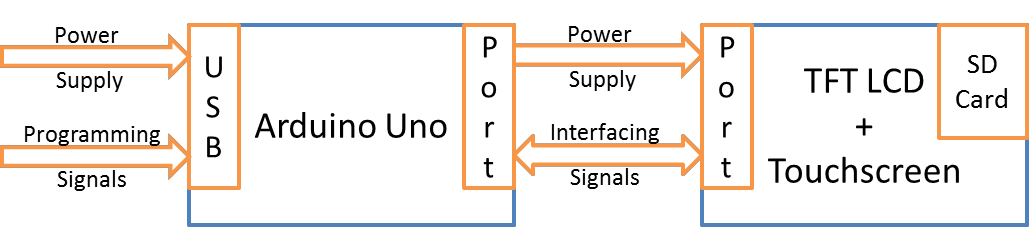 Power
Supply
Programming
Signals
U
S
B
Arduino Uno
P
o
r
t
Power
Supply
Interfacing
Signals
P
o
r
t
TFT LCD
+
Touchscreen
SD
Card